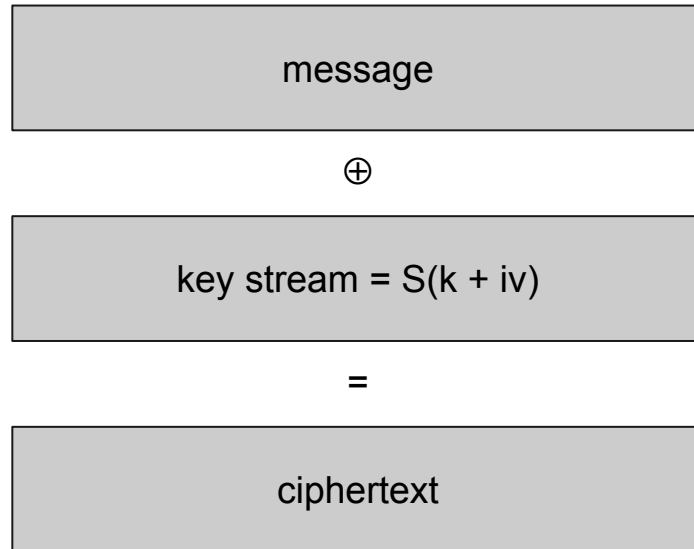 message
⊕
key stream = S(k + iv)
=
ciphertext